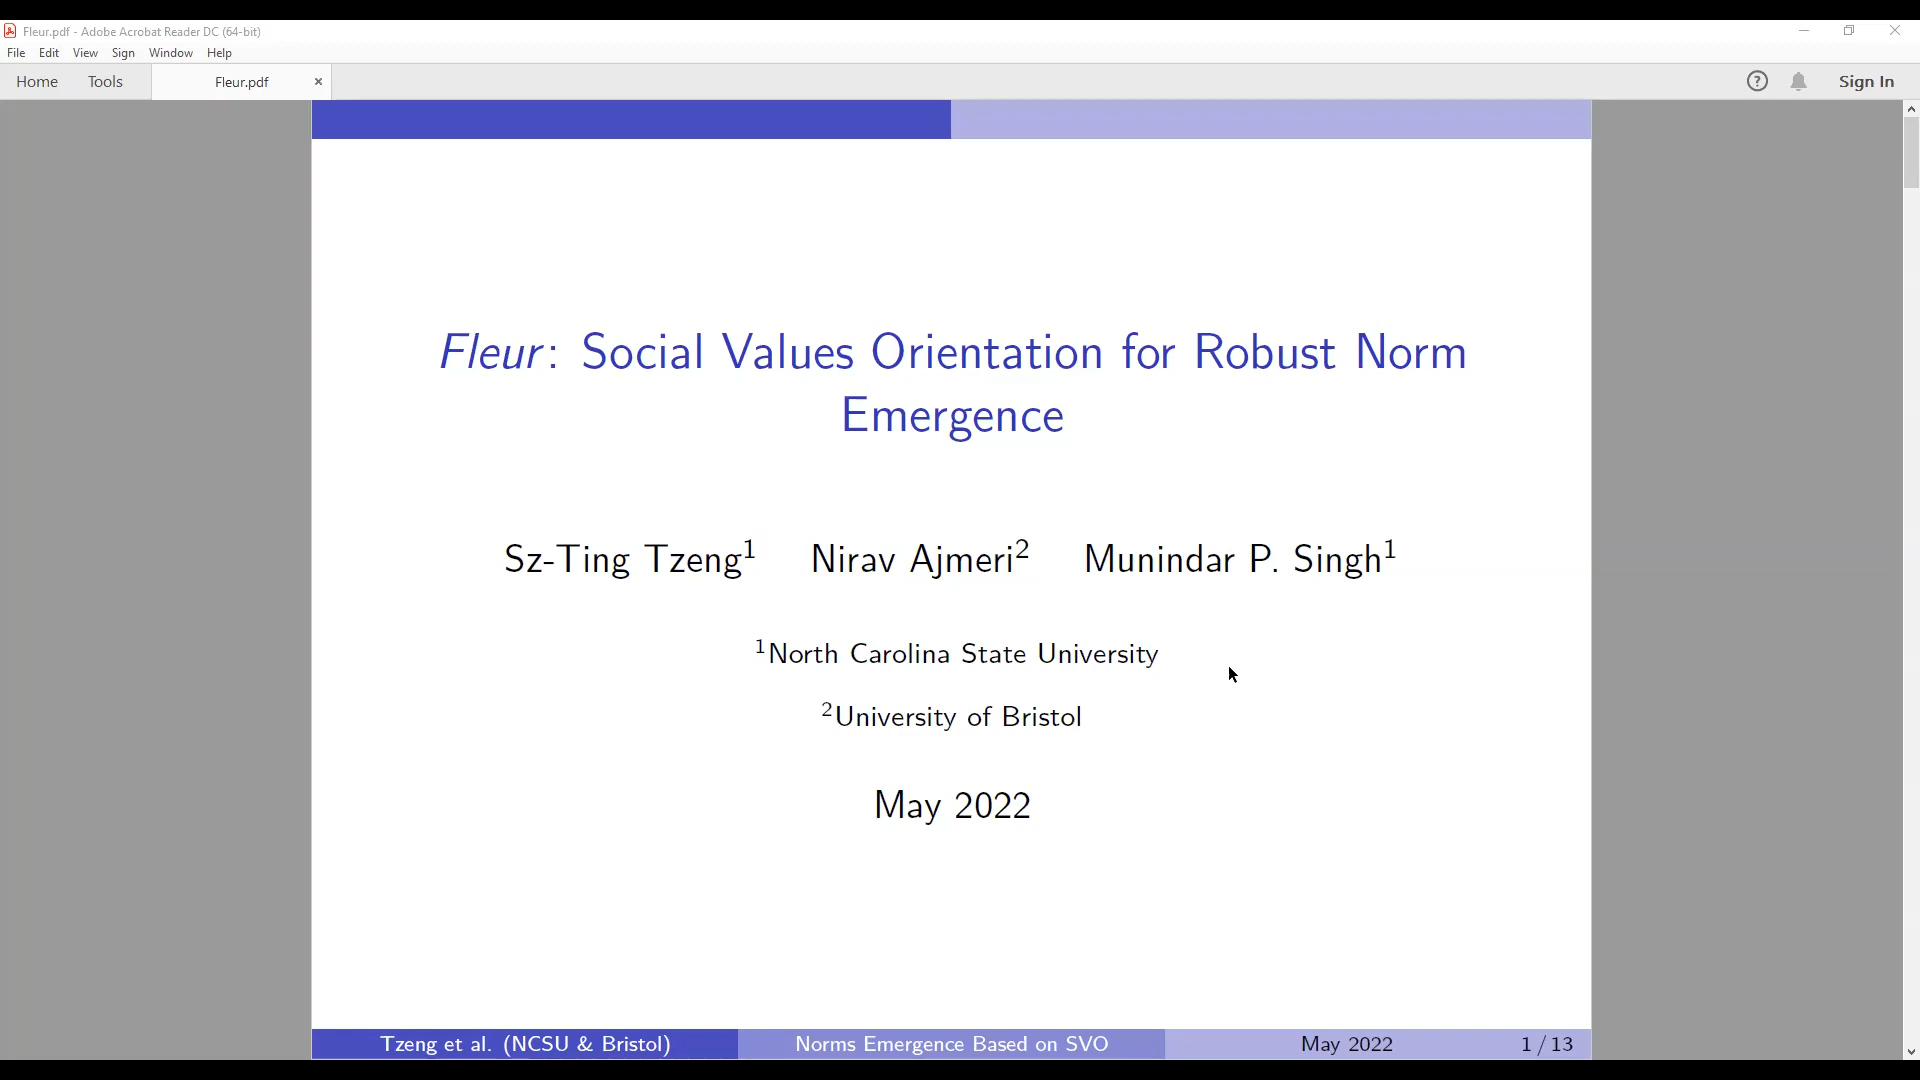 Fleur.pdf - Adobe Acrobat Reader DC (64-bit)
File Edit View Sign Window Help
Home Tools Fleur.pdf × ? Sign In
Fleur: Social Values Orientation for Robust Norm
Emergence
Sz-Ting Tzeng¹ Nirav Ajmeri² Munindar P. Singh¹
¹North Carolina State University
²University of Bristol
May 2022
Tzeng et al. (NCSU & Bristol) Norms Emergence Based on SVO May 2022 1 / 13